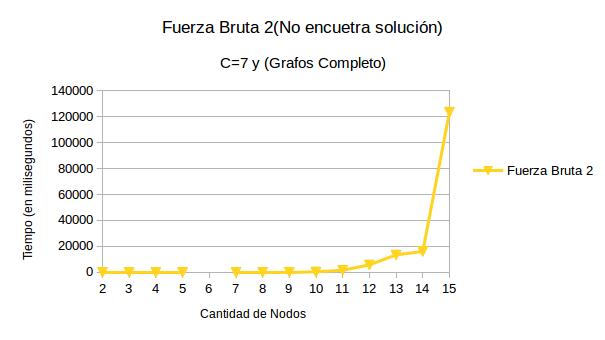 Fuerza Bruta 2(No encuetra solución)
C=7 y (Grafos Completo)
Tiempo (en milisegundos)
140000
120000
100000
80000
60000
40000
20000
0
2 3 4 5 6 7 8 9 10 11 12 13 14 15
Cantidad de Nodos
Fuerza Bruta 2